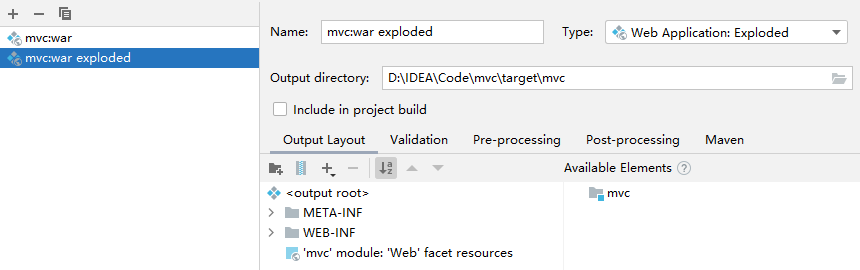 mvc:war
mvc:war exploded
Name: mvc:war exploded Type: Web Application: Exploded
Output directory: D:\IDEA\Code\mvc\target\mvc
Include in project build
Output Layout Validation Pre-processing Post-processing Maven
Available Elements ?
<output root>
mvc
META-INF
WEB-INF
'mvc' module: 'Web' facet resources